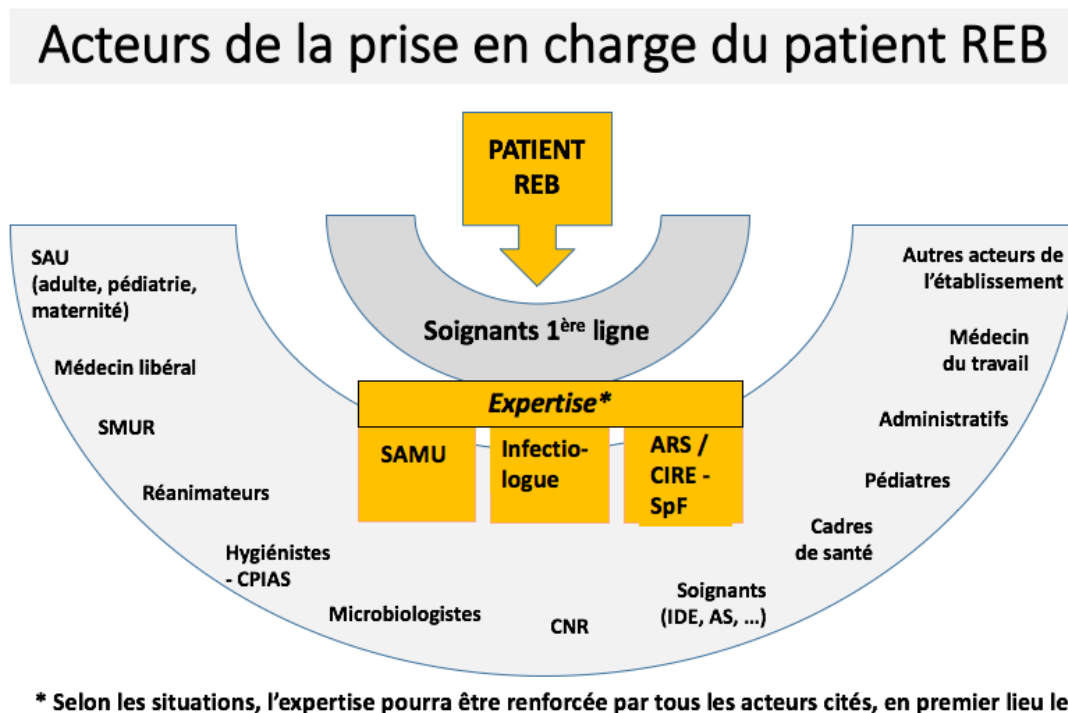 Acteurs de la prise en charge du patient REB
PATIENT
REB
Soignants 1ère ligne
Expertise*
SAMU
Infectio-
logue
ARS /
CIRE -
SpF
SAU
(adulte, pédiatrie,
maternité)
Médecin libéral
SMUR
Réanimateurs
Hygiénistes
- CPIAS
Microbiologistes
CNR
Soignants
(IDE, AS, ...)
Cadres
de santé
Pédiatres
Administratifs
Médecin
du travail
Autres acteurs de
l’établissement
* Selon les situations, l’expertise pourra être renforcée par tous les acteurs cités, en premier lieu le